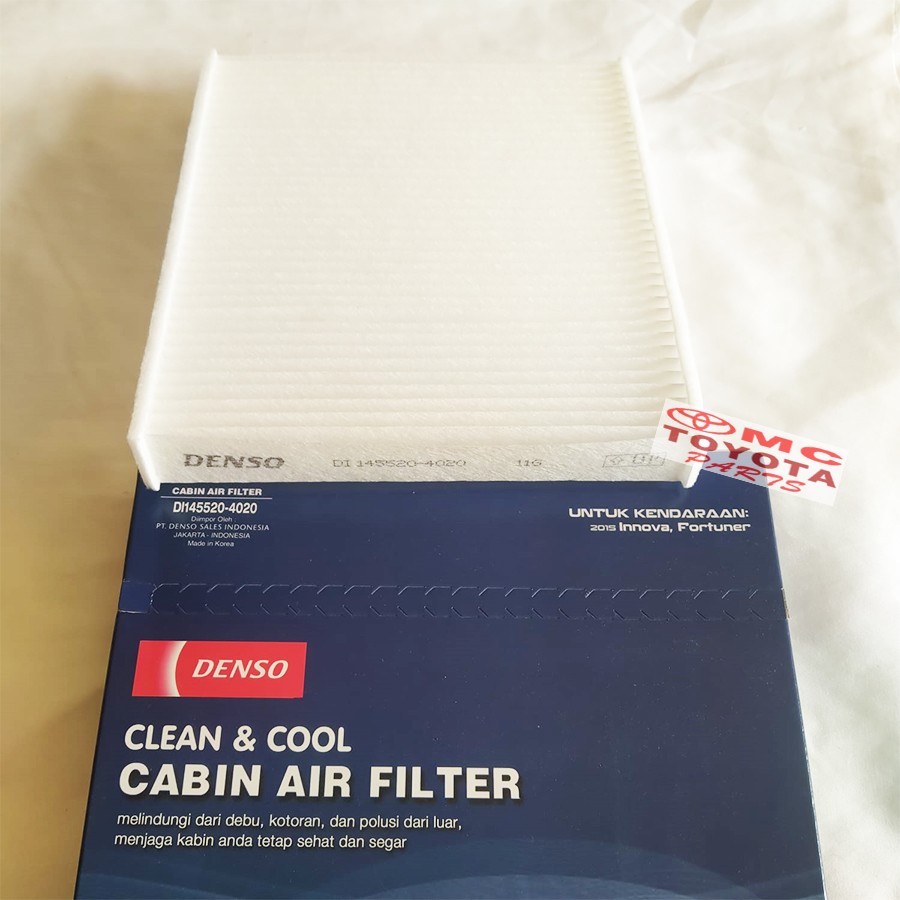 DENSO DI145520-4020 116
MC
TOYOTA
PARTS
CABIN AIR FILTER
DI145520-4020
Diimpor Oleh :
PT. DENSO SALES INDONESIA
JAKARTA - INDONESIA
Made in Korea
UNTUK KENDARAAN:
2015 Innova, Fortuner
DENSO
CLEAN & COOL
CABIN AIR FILTER
melindungi dari debu, kotoran, dan polusi dari luar,
menjaga kabin anda tetap sehat dan segar